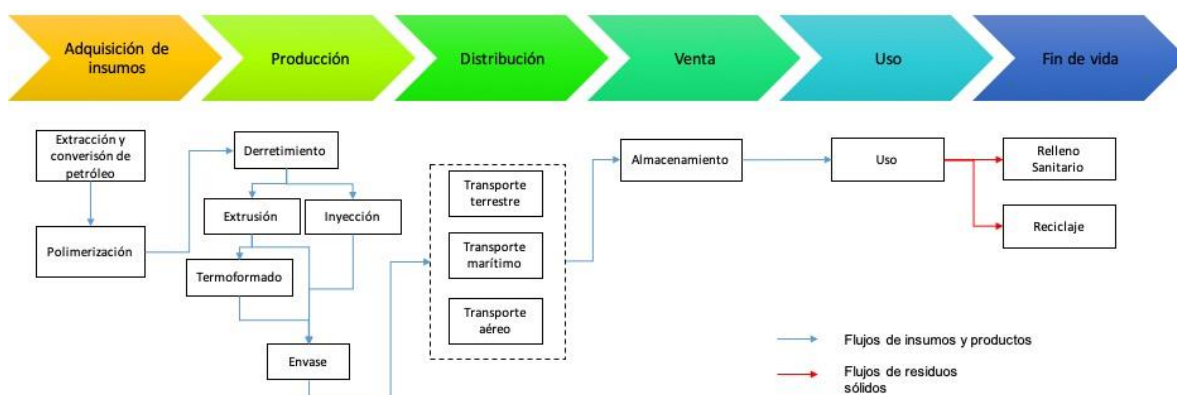 Adquisición de
insumos
Producción
Distribución
Venta
Uso
Fin de vida
Extracción y
converisón de
petróleo
Polimerización
Derretimiento
Extrusión
Inyección
Termoformado
Envase
Transporte
terrestre
Transporte
marítimo
Transporte
aéreo
Almacenamiento
Uso
Relleno
Sanitario
Reciclaje
Flujos de insumos y productos
Flujos de residuos
sólidos